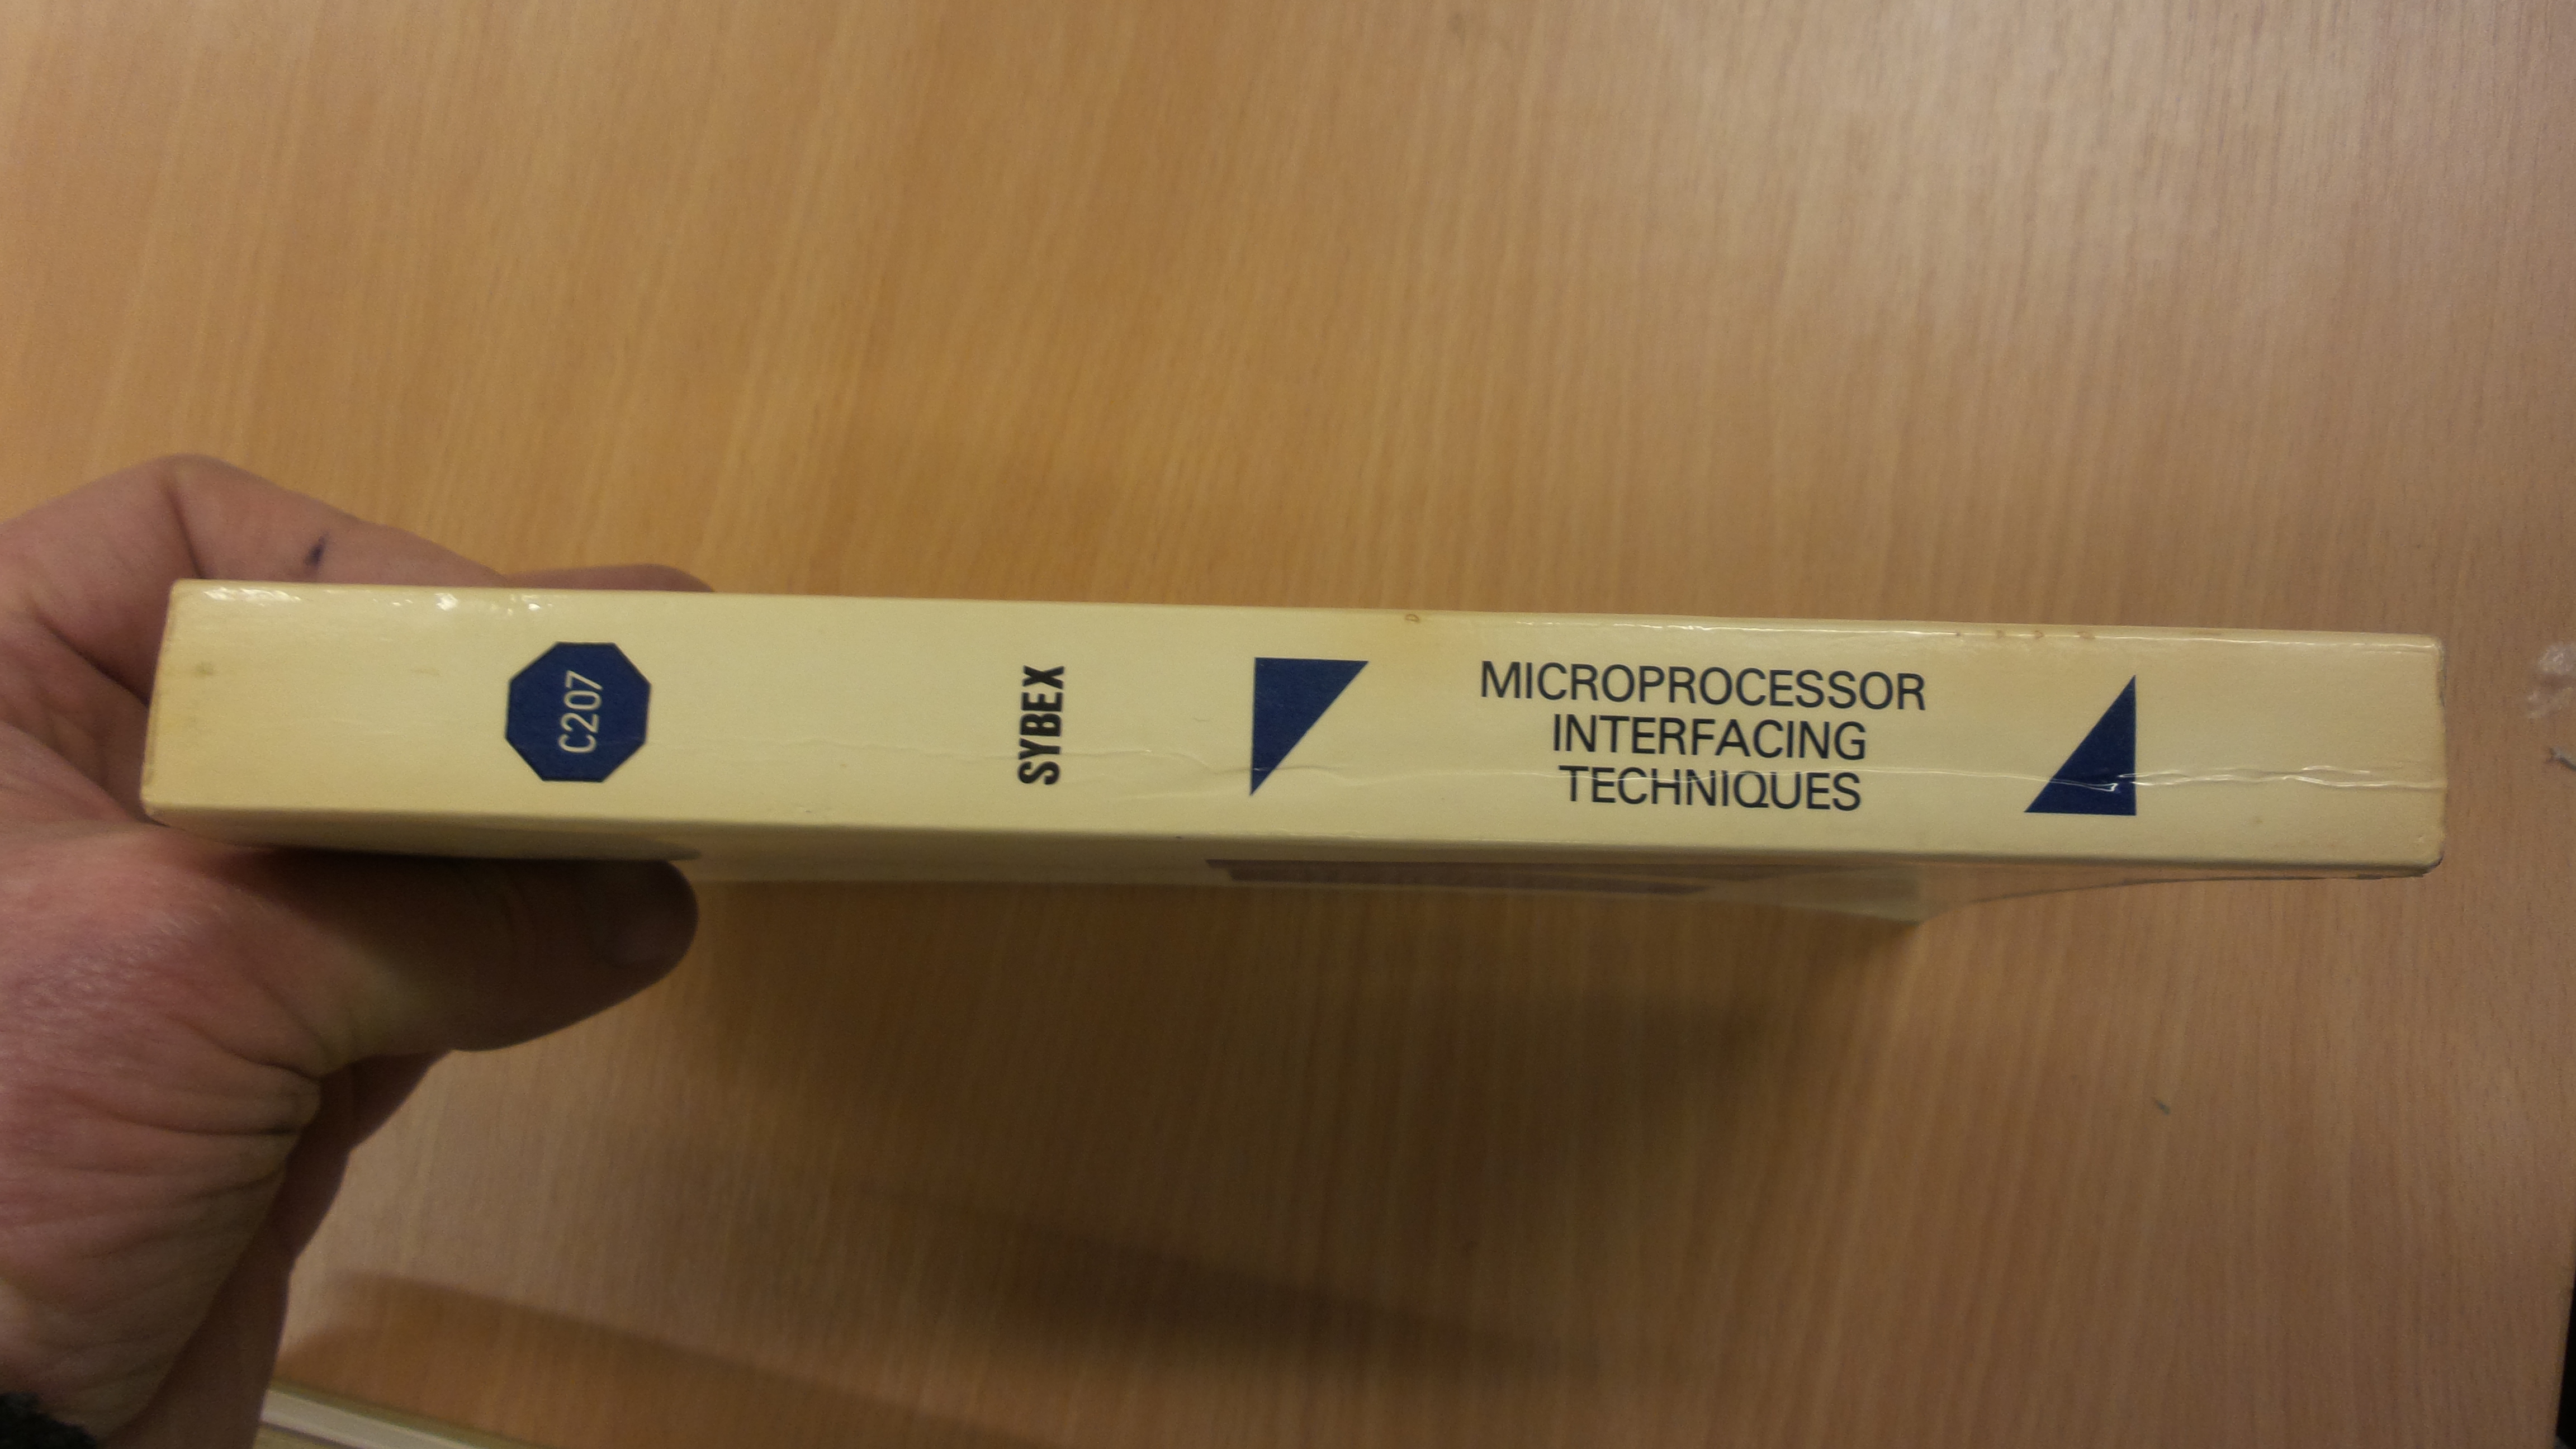 C207
SYBEX
MICROPROCESSOR
INTERFACING
TECHNIQUES